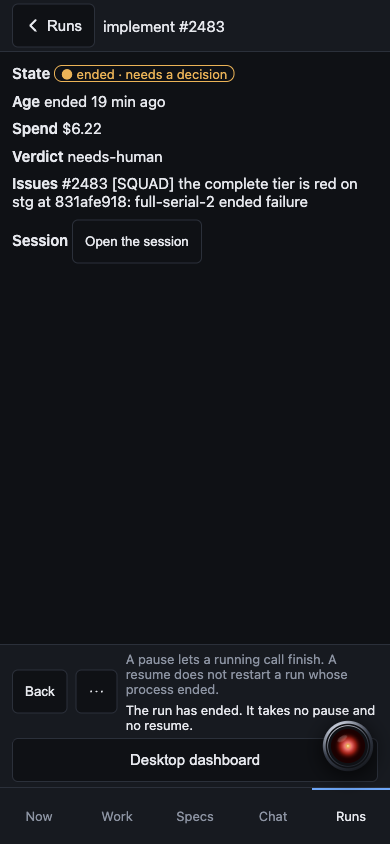 Runs
implement #2483
State ended · needs a decision
Age ended 19 min ago
Spend $6.22
Verdict needs-human
Issues #2483 [SQUAD] the complete tier is red on
stg at 831afe918: full-serial-2 ended failure
Session Open the session
Back
...
A pause lets a running call finish. A
resume does not restart a run whose
process ended.
The run has ended. It takes no pause and
no resume.
Desktop dashboard
Now Work Specs Chat Runs